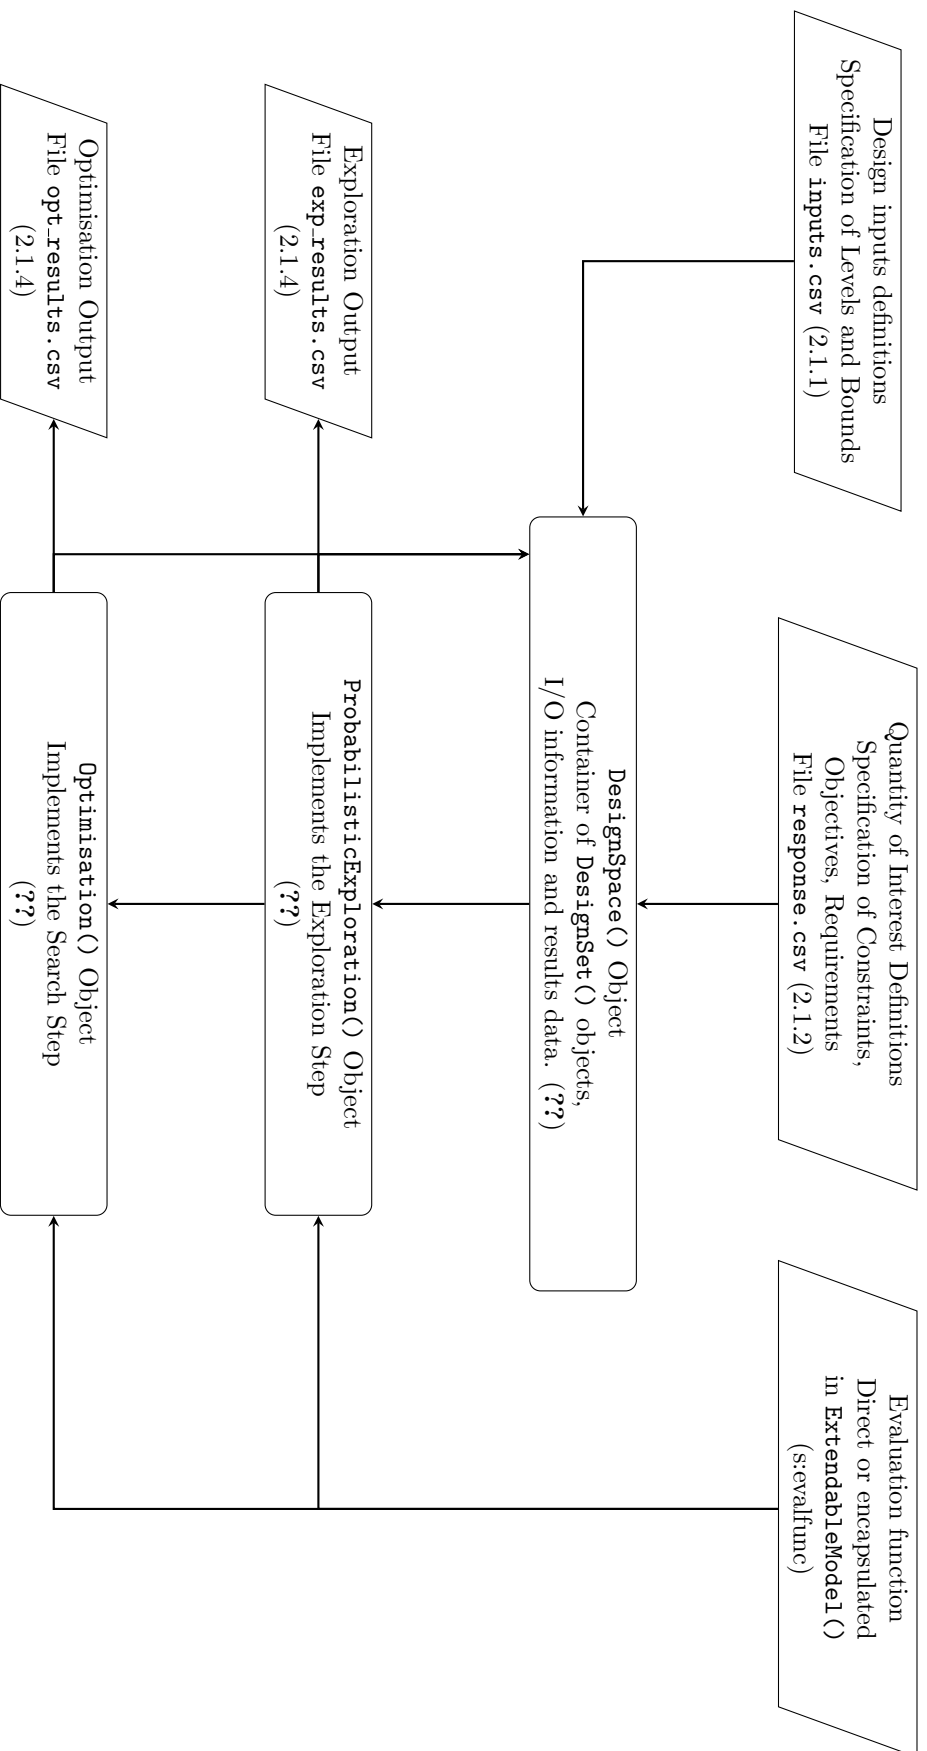 Design inputs definitions
Specification of Levels and Bounds
File inputs.csv (2.1.1)
Quantity of Interest Definitions
Specification of Constraints,
Objectives, Requirements
File response.csv (2.1.2)
Evaluation function
Direct or encapsulated
in ExtendableModel()
(s:evalfunc)
DesignSpace() Object
Container of DesignSet() objects,
I/O information and results data. (??)
Exploration Output
File exp_results.csv
(2.1.4)
ProbabilisticExploration() Object
Implements the Exploration Step
(??)
Optimisation Output
File opt_results.csv
(2.1.4)
Optimisation() Object
Implements the Search Step
(??)